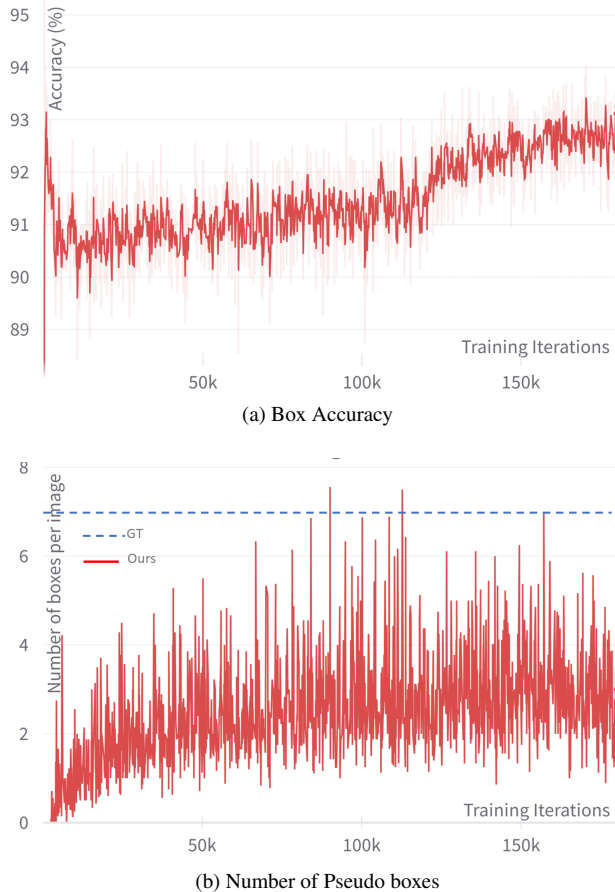 95
Accuracy (%)
94
93
92
91
90
89
Training Iterations
50k
100k
150k
(a) Box Accuracy
8
Number of boxes per image
GT
Ours
6
4
2
0
Training Iterations
50k
100k
150k
(b) Number of Pseudo boxes